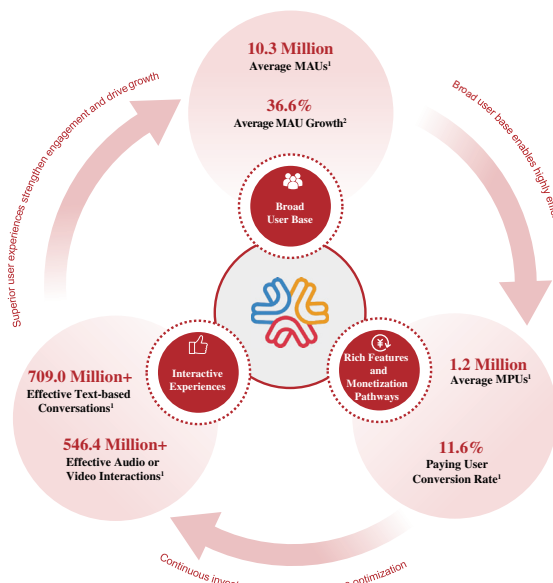 10.3 Million
Average MAUs¹
36.6%
Average MAU Growth²
Superior user experiences strengthen engagement and drive growth
Broad user base enables highly
Broad
User Base
Interactive
Experiences
¥
Rich Features
and
Monetization
Pathways
709.0 Million+
Effective Text-based
Conversations¹
546.4 Million+
Effective Audio or
Video Interactions¹
1.2 Million
Average MPUs¹
11.6%
Paying User
Conversion Rate¹
Continuous
optimization